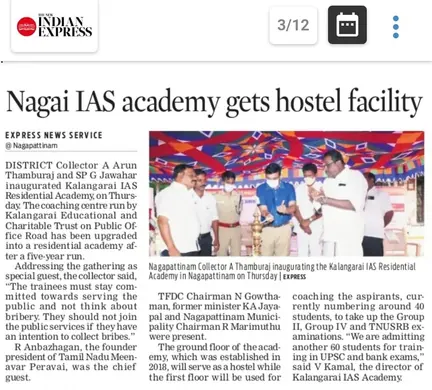 THE NEW
INDIAN
EXPRESS
3/12
Nagai IAS academy gets hostel facility
EXPRESS NEWS SERVICE
@ Nagapattinam
DISTRICT Collector A Arun
Thamburaj and SP G Jawahar
inaugurated Kalangarai IAS
Residential Academy, on Thurs-
day. The coaching centre run by
Kalangarai Educational and
Charitable Trust on Public Of-
fice Road has been upgraded
into a residential academy af-
ter a five-year run.
Addressing the gathering as
special guest, the collector said,
“The trainees must stay com-
mitted towards serving the
public and not think about
bribery. They should not join
the public services if they have
an intention to collect bribes.”
R Anbazhagan, the founder
president of Tamil Nadu Meen-
avar Peravai, was the chief
guest.
Nagapattinam Collector A Thamburaj inaugurating the Kalangarai IAS Residential
Academy in Nagapattinam on Thursday | EXPRESS
TFDC Chairman N Gowtha-
man, former minister KA Jaya-
pal and Nagapattinam Munici-
pality Chairman R Marimuthu
were present.
The ground floor of the acad-
emy, which was established in
2018, will serve as a hostel while
the first floor will be used for
coaching the aspirants, cur-
rently numbering around 40
students, to take up the Group
II, Group IV and TNUSRB ex-
aminations. “We are admitting
another 60 students for train-
ing in UPSC and bank exams,”
said V Kamal, the director of
Kalangarai IAS Academy.